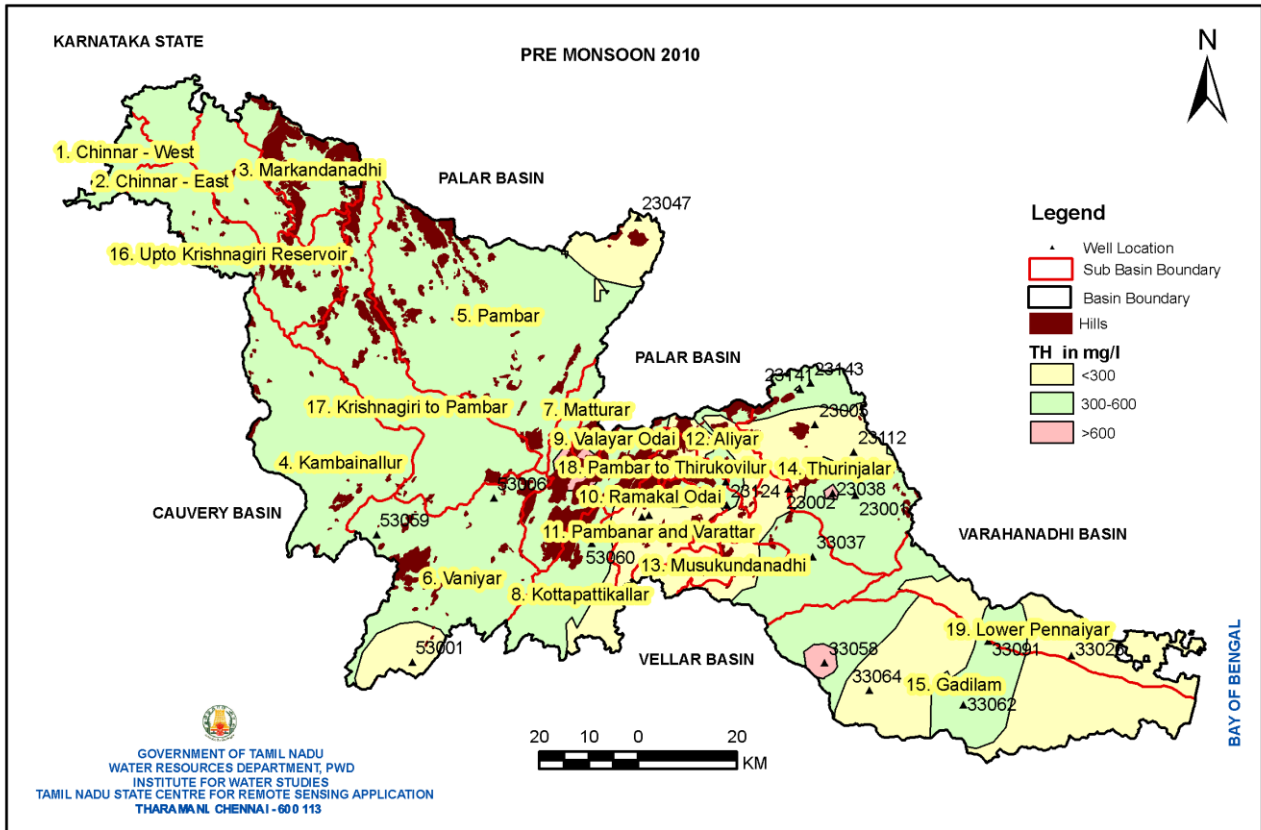 KARNATAKA STATE
PRE MONSOON 2010
N
1. Chinnar - West
2. Chinnar - East
3. Markandanadhi
PALAR BASIN
23047
16. Upto Krishnagiri Reservoir
5. Pambar
Legend
Well Location
Sub Basin Boundary
Basin Boundary
Hills
TH in mg/l
<300
300-600
>600
PALAR BASIN
23141
23143
17. Krishnagiri to Pambar
7. Matturar
23005
9. Valayar Odai
12. Aliyar
23112
4. Kambainallur
18. Pambar to Thirukovilur
14. Thurinjalar
53006
10. Ramakal Odai
23124
23038
23002
23001
CAUVERY BASIN
53059
11. Pambanar and Varattar
VARAHANADHI BASIN
53060
33037
13. Musukundanadhi
6. Vaniyar
8. Kottapattikallar
19. Lower Pennaiyar
53001
VELLAR BASIN
33058
33091
33064
15. Gadilam
33062
BAY OF BENGAL
20 10 0 20
KM
GOVERNMENT OF TAMIL NADU
WATER RESOURCES DEPARTMENT, PWD
INSTITUTE FOR WATER STUDIES
TAMIL NADU STATE CENTRE FOR REMOTE SENSING APPLICATION
THARAMANI. CHENNAI - 600 113